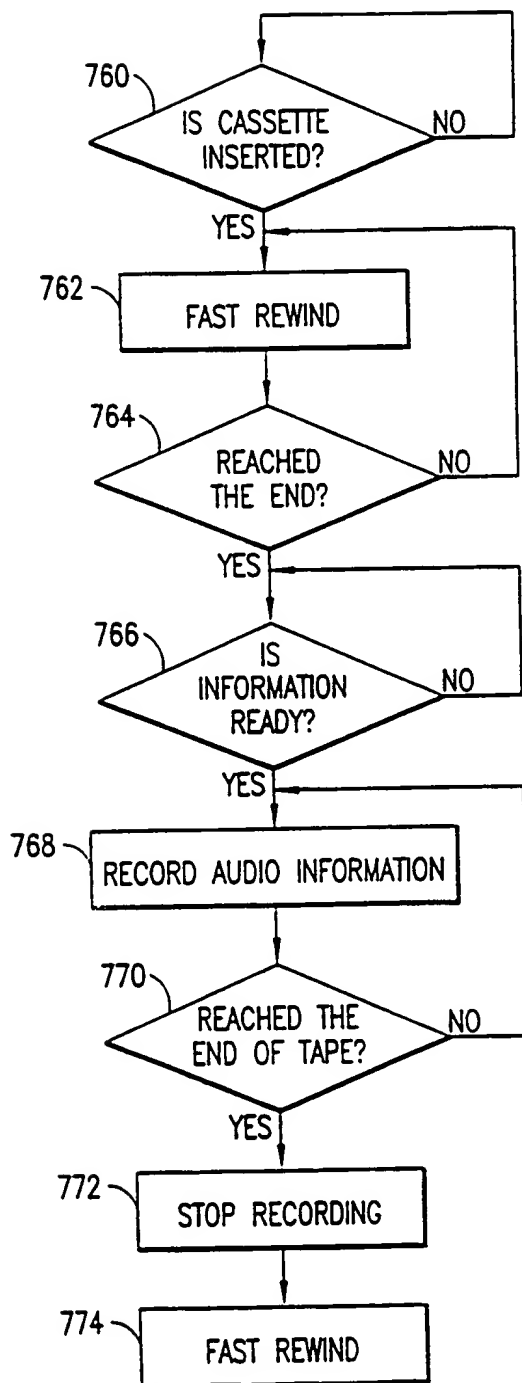 760
IS CASSETTE
INSERTED?
NO
YES
762
FAST REWIND
764
REACHED
THE END?
NO
YES
766
IS
INFORMATION
READY?
NO
YES
768
RECORD AUDIO INFORMATION
770
REACHED THE
END OF TAPE?
NO
YES
772
STOP RECORDING
774
FAST REWIND